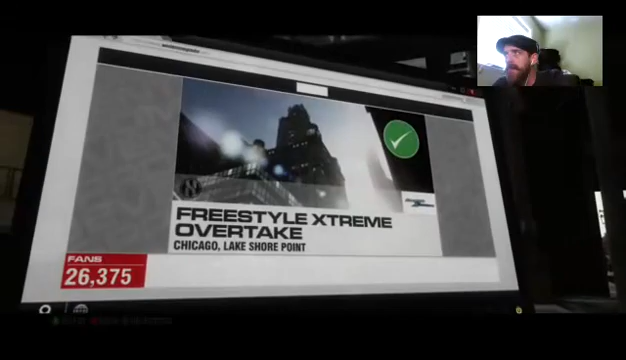 FREESTYLE XTREME
OVERTAKE
CHICAGO, LAKE SHORE POINT
FANS
26,375